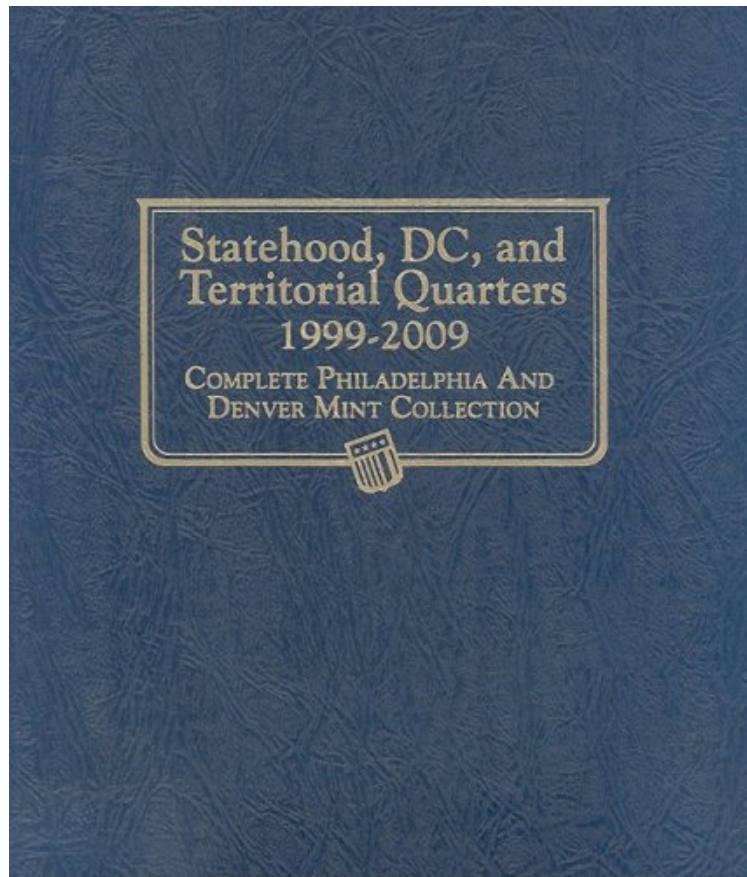 Statehood, DC, and
Territorial Quarters
1999-2009
Complete Philadelphia And
Denver Mint Collection